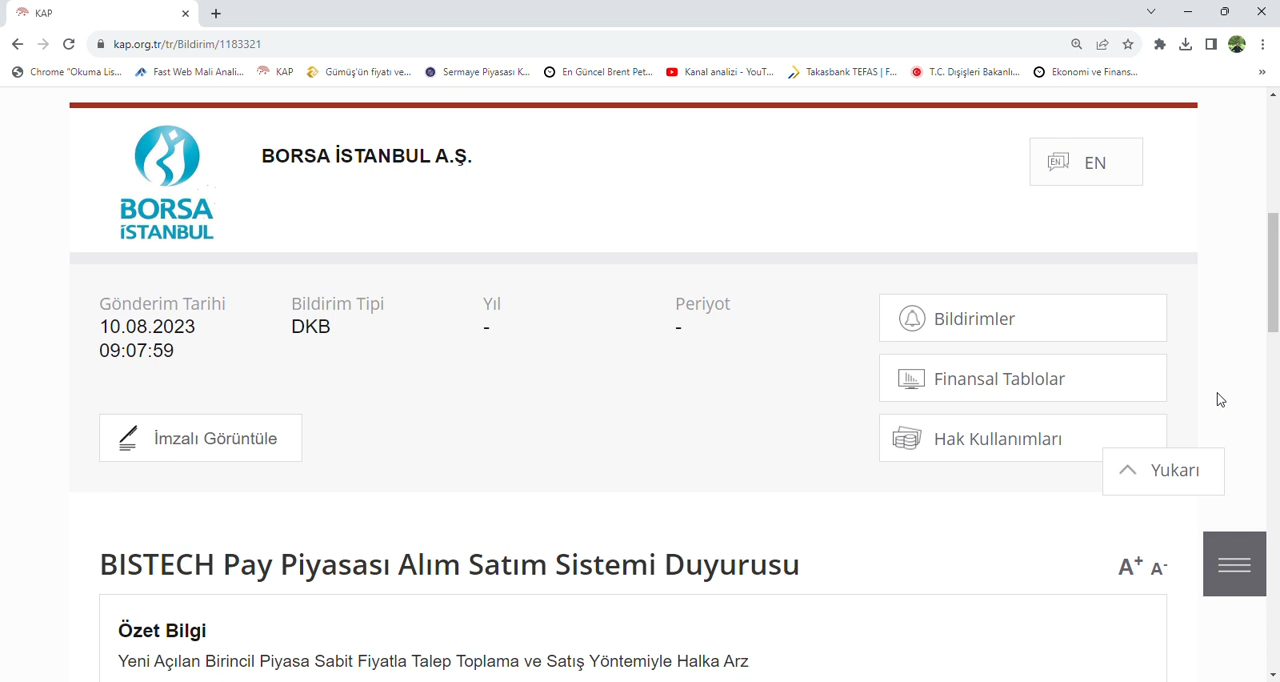 KAP
kap.org.tr/tr/Bildirim/1183321
Chrome "Okuma Lis...
Fast Web Mali Anali...
KAP
Gümüş'ün fiyatı ve...
Sermaye Piyasası K...
En Güncel Brent Pet...
Kanal analizi - YouT...
Takasbank TEFAS | F...
T.C. Dışişleri Bakanlı...
Ekonomi ve Finans...
BORSA İSTANBUL
BORSA İSTANBUL A.Ş.
EN
EN
Gönderim Tarihi
10.08.2023
09:07:59
Bildirim Tipi
DKB
Yıl
-
Periyot
-
Bildirimler
Finansal Tablolar
Hak Kullanımları
İmzalı Görüntüle
Yukarı
BISTECH Pay Piyasası Alım Satım Sistemi Duyurusu
A+ A-
Özet Bilgi
Yeni Açılan Birincil Piyasa Sabit Fiyatla Talep Toplama ve Satış Yöntemiyle Halka Arz